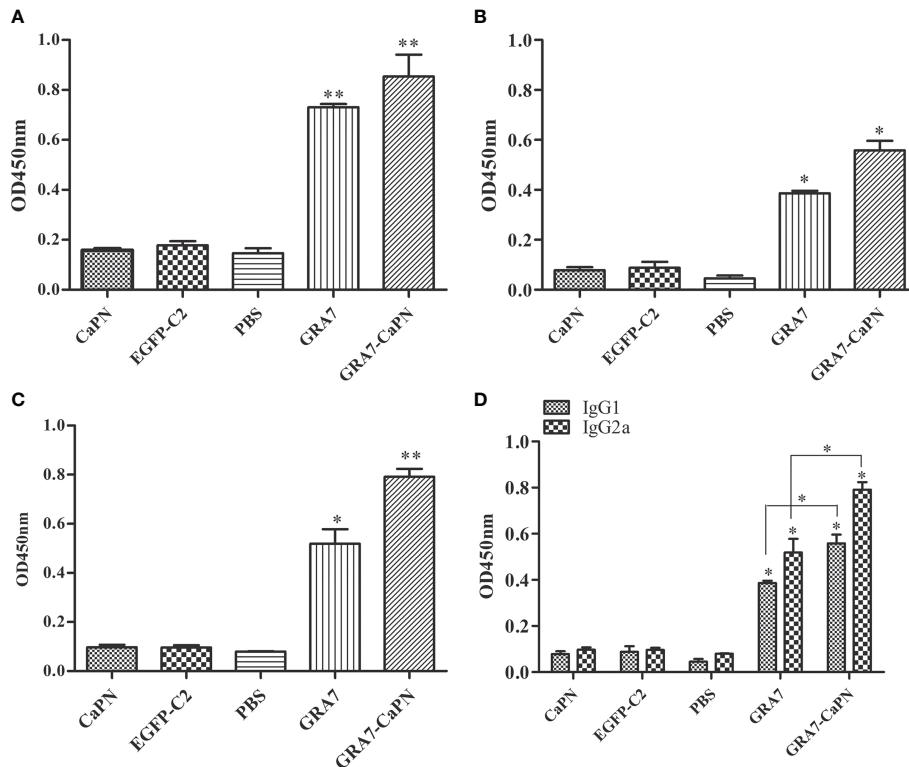 A
1.0
0.8
0.6
0.4
0.2
0.0
OD450nm
**
**
CaPN
EGFP-C2
PBS
GRA7
GRA7-CaPN
B
1.0
0.8
0.6
0.4
0.2
0.0
OD450nm
*
*
CaPN
EGFP-C2
PBS
GRA7
GRA7-CaPN
C
1.0
0.8
0.6
0.4
0.2
0.0
OD450nm
*
**
CaPN
EGFP-C2
PBS
GRA7
GRA7-CaPN
D
IgG1
IgG2a
1.0
0.8
0.6
0.4
0.2
0.0
OD450nm
*
*
*
*
*
*
CaPN
EGFP-C2
PBS
GRA7
GRA7-CaPN